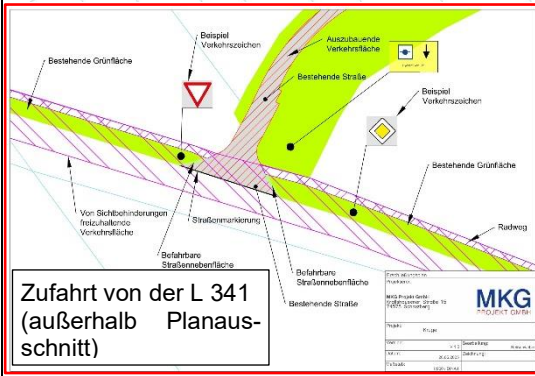 Beispiel
Verkehrszeichen
Auszubauende
Verkehrsfläche
Bestehende Grünfläche
Bestehende Straße
Beispiel
Verkehrszeichen
Bestehende Grünfläche
Von Sichtbehinderungen
freizuhaltende
Verkehrsfläche
Straßenmarkierung
Radweg
Befahrbare
Straßennebenfläche
Befahrbare
Straßennebenfläche
Bestehende Straße
Zufahrt von der L 341
(außerhalb Planaus-
schnitt)
MKG Projekt GmbH
MKG
PROJEKT GMBH